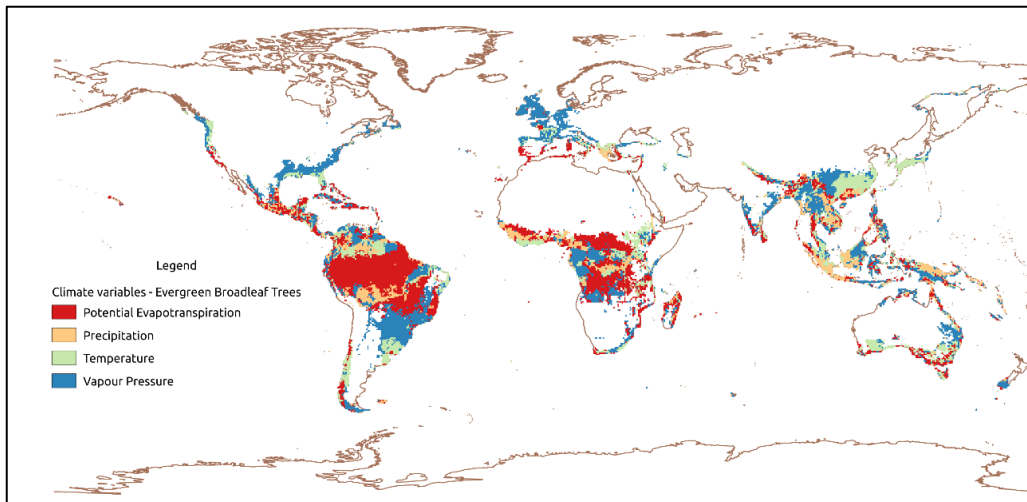 Legend
Climate variables - Evergreen Broadleaf Trees
Potential Evapotranspiration
Precipitation
Temperature
Vapour Pressure